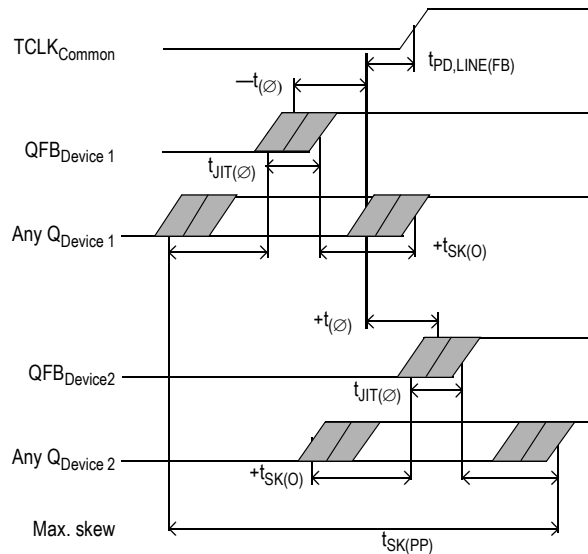 TCLKCommon
tPD,LINE(FB)
—t(∅)
QFBDevice 1
tJIT(∅)
Any QDevice 1
+tSK(O)
+t(∅)
QFBDevice2
tJIT(∅)
Any QDevice 2
+tSK(O)
Max. skew
tSK(PP)